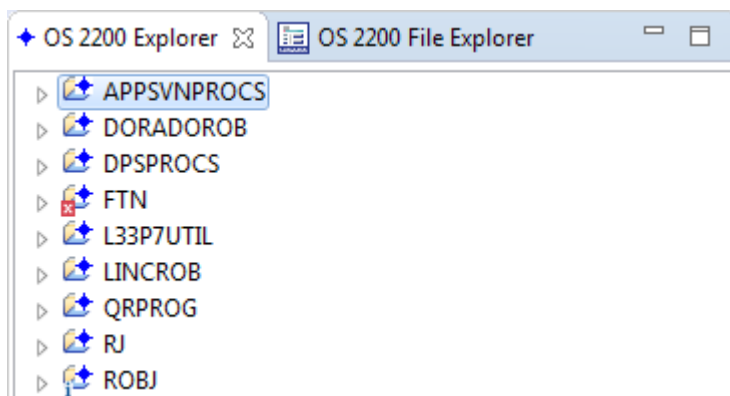 OS 2200 Explorer OS 2200 File Explorer
APPSVNPROCS
DORADOROB
DPSPROCS
FTN
L33P7UTIL
LINCROB
QRPROG
RJ
ROBJ